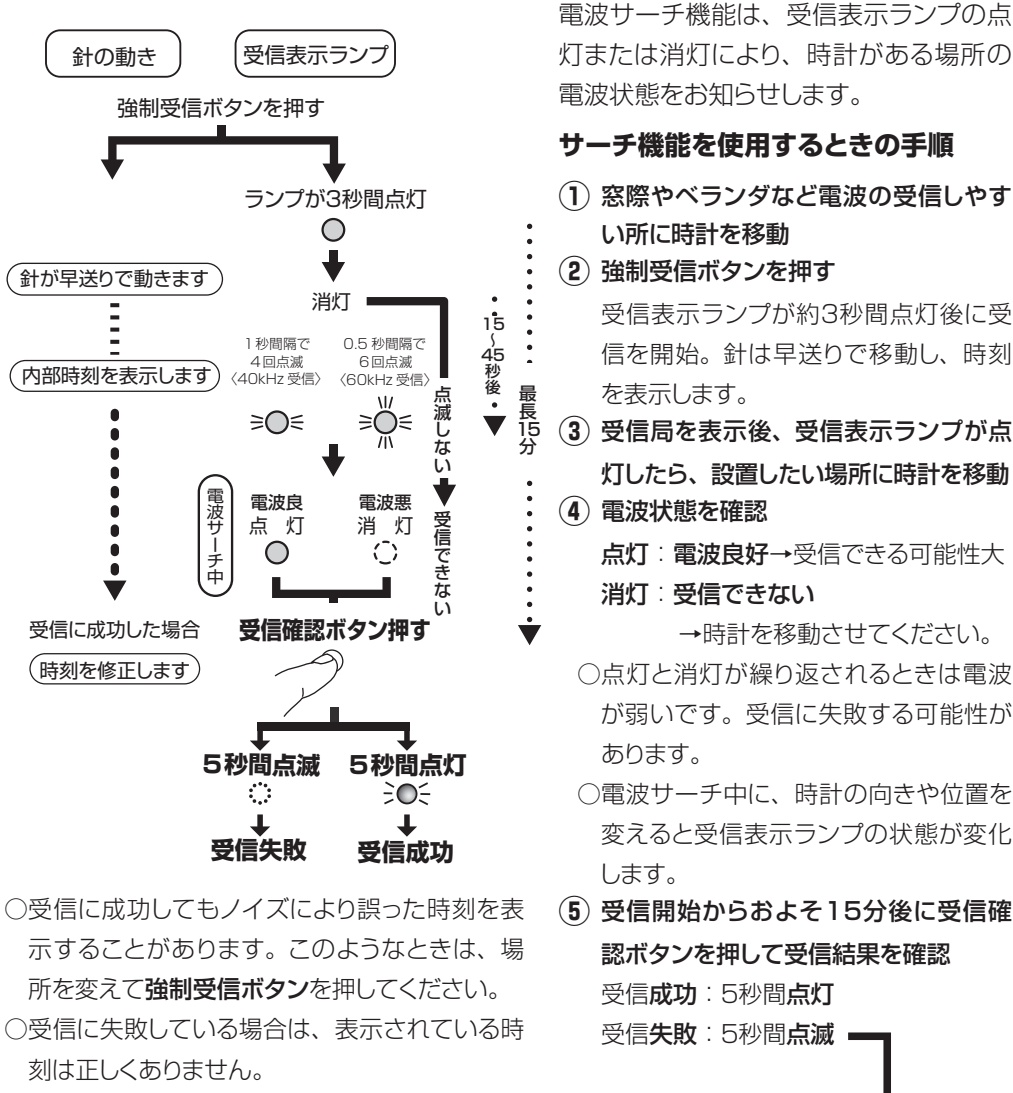 針の動き
受信表示ランプ
強制受信ボタンを押す
ランプが3秒間点灯
針が早送りで動きます
消灯
1秒間隔で
4回点滅
〈40kHz 受信〉
0.5 秒間隔で
6回点滅
〈60kHz 受信〉
内部時刻を表示します
点滅しない
受信できない
15〜45秒後
最長15分
電波サーチ中
電波良
点 灯
電波悪
消 灯
受信に成功した場合
時刻を修正します
受信確認ボタン押す
5秒間点滅
5秒間点灯
受信失敗
受信成功
○受信に成功してもノイズにより誤った時刻を表
示することがあります。このようなときは、場
所を変えて強制受信ボタンを押してください。
○受信に失敗している場合は、表示されている時
刻は正しくありません。
電波サーチ機能は、受信表示ランプの点
灯または消灯により、時計がある場所の
電波状態をお知らせします。
サーチ機能を使用するときの手順
① 窓際やベランダなど電波の受信しやす
い所に時計を移動
② 強制受信ボタンを押す
受信表示ランプが約3秒間点灯後に受
信を開始。針は早送りで移動し、時刻
を表示します。
③ 受信局を表示後、受信表示ランプが点
灯したら、設置したい場所に時計を移動
④ 電波状態を確認
点灯：電波良好→受信できる可能性大
消灯：受信できない
→時計を移動させてください。
○点灯と消灯が繰り返されるときは電波
が弱いです。受信に失敗する可能性が
あります。
○電波サーチ中に、時計の向きや位置を
変えると受信表示ランプの状態が変化
します。
⑤ 受信開始からおよそ15分後に受信確
認ボタンを押して受信結果を確認
受信成功：5秒間点灯
受信失敗：5秒間点滅